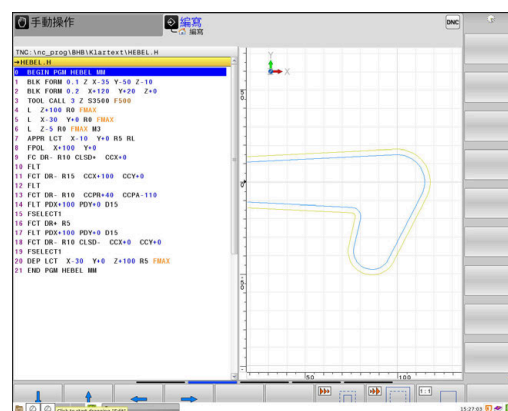 手動操作
編寫
編寫
DNC
TNC:\nc_prog\BHB\Klartext\HEBEL.H
→HEBEL.H
0 BEGIN PGM HEBEL MM
1 BLK FORM 0.1 Z X-35 Y-50 Z-10
2 BLK FORM 0.2 X+120 Y+20 Z+0
3 TOOL CALL 3 Z S3500 F500
4 L Z+100 R0 FMAX
5 L X-30 Y+0 R0 FMAX
6 L Z-5 R0 FMAX M3
7 APPR LCT X-10 Y+0 R5 RL
8 FPOL X+100 Y+0
9 FC DR- R10 CLSD+ CCX+0
10 FLT
11 FCT DR- R15 CCX+100 CCY+0
12 FLT
13 FCT DR- R10 CCPR+40 CCPA-110
14 FLT PDX+100 PDY+0 D15
15 FSELECT1
16 FCT DR+ R5
17 FLT PDX+100 PDY+0 D15
18 FCT DR- R10 CLSD- CCX+0 CCY+0
19 FSELECT1
20 DEP LCT X-30 Y+0 Z+100 R5 FMAX
21 END PGM HEBEL MM
Y
X
50
0
50
100
1:1
15:27:03